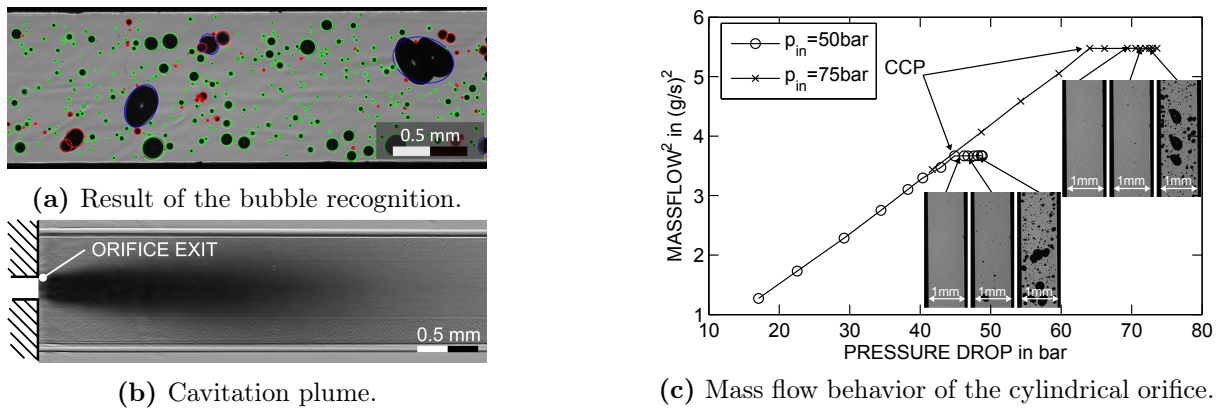 0.5 mm
(a) Result of the bubble recognition.
ORIFICE EXIT
0.5 mm
(b) Cavitation plume.
6
5
4
3
2
1
MASSFLOW² in (g/s)²
p_in=50bar
p_in=75bar
CCP
1mm 1mm 1mm
1mm 1mm 1mm
10 20 30 40 50 60 70 80
PRESSURE DROP in bar
(c) Mass flow behavior of the cylindrical orifice.